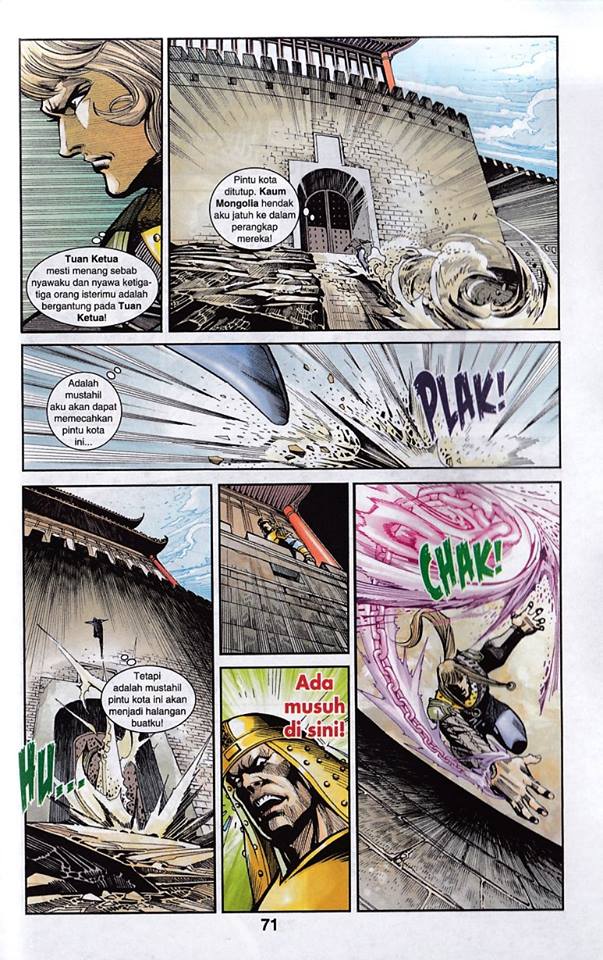 Tuan Ketua
mesti menang sebab
nyawaku dan nyawa ketiga-
tiga orang isterimu adalah
bergantung pada Tuan
Ketua!
Pintu kota
ditutup. Kaum
Mongolia hendak
aku jatuh ke dalam
perangkap
mereka!
Adalah
mustahil
aku akan dapat
memecahkan
pintu kota
ini...
PLAK!
Tetapi
adalah mustahil
pintu kota ini akan
menjadi halangan
buatku!
HU...
Ada
musuh
di sini!
CHAK!
71